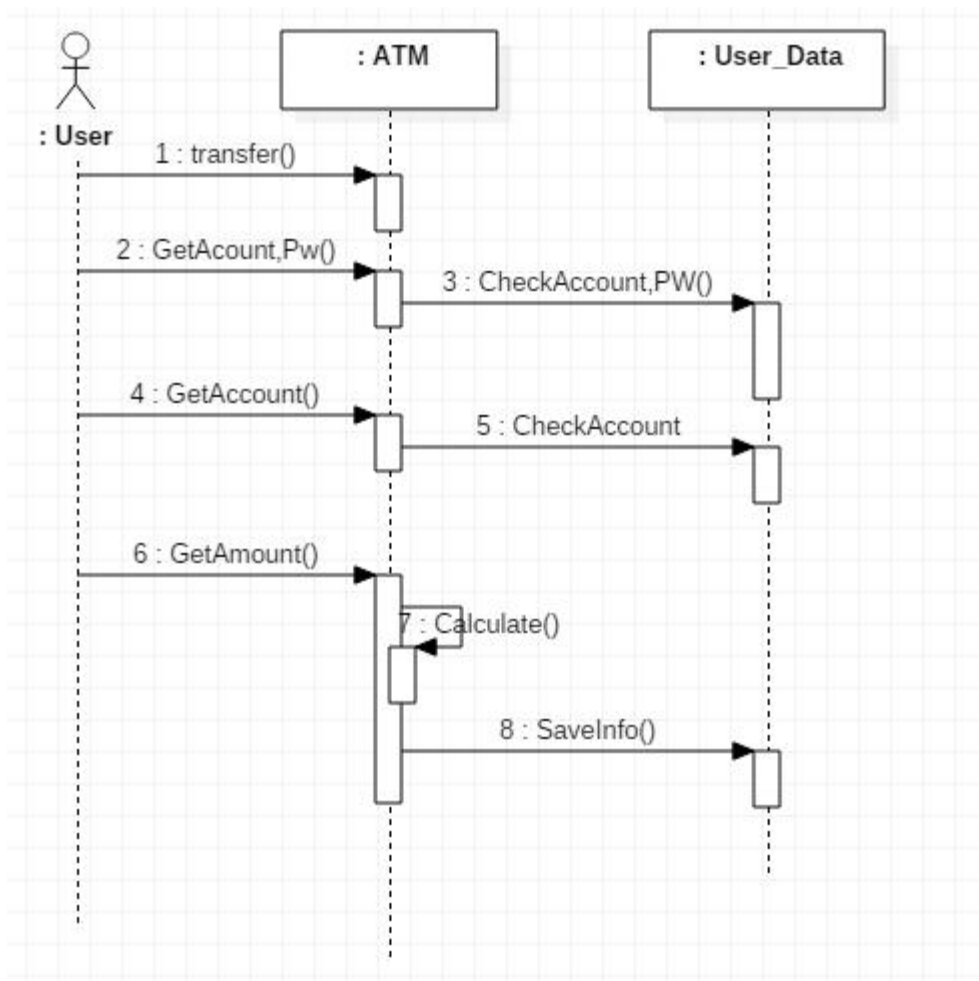 : ATM
: User_Data
: User
1 : transfer()
2 : GetAcount,Pw()
3 : CheckAccount,PW()
4 : GetAccount()
5 : CheckAccount
6 : GetAmount()
7 : Calculate()
8 : SaveInfo()